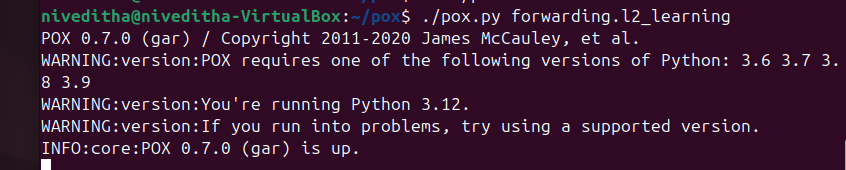 niveditha@niveditha-VirtualBox:~/pox$ ./pox.py forwarding.l2_learning
POX 0.7.0 (gar) / Copyright 2011-2020 James McCauley, et al.
WARNING:version:POX requires one of the following versions of Python: 3.6 3.7 3.
8 3.9
WARNING:version:You're running Python 3.12.
WARNING:version:If you run into problems, try using a supported version.
INFO:core:POX 0.7.0 (gar) is up.